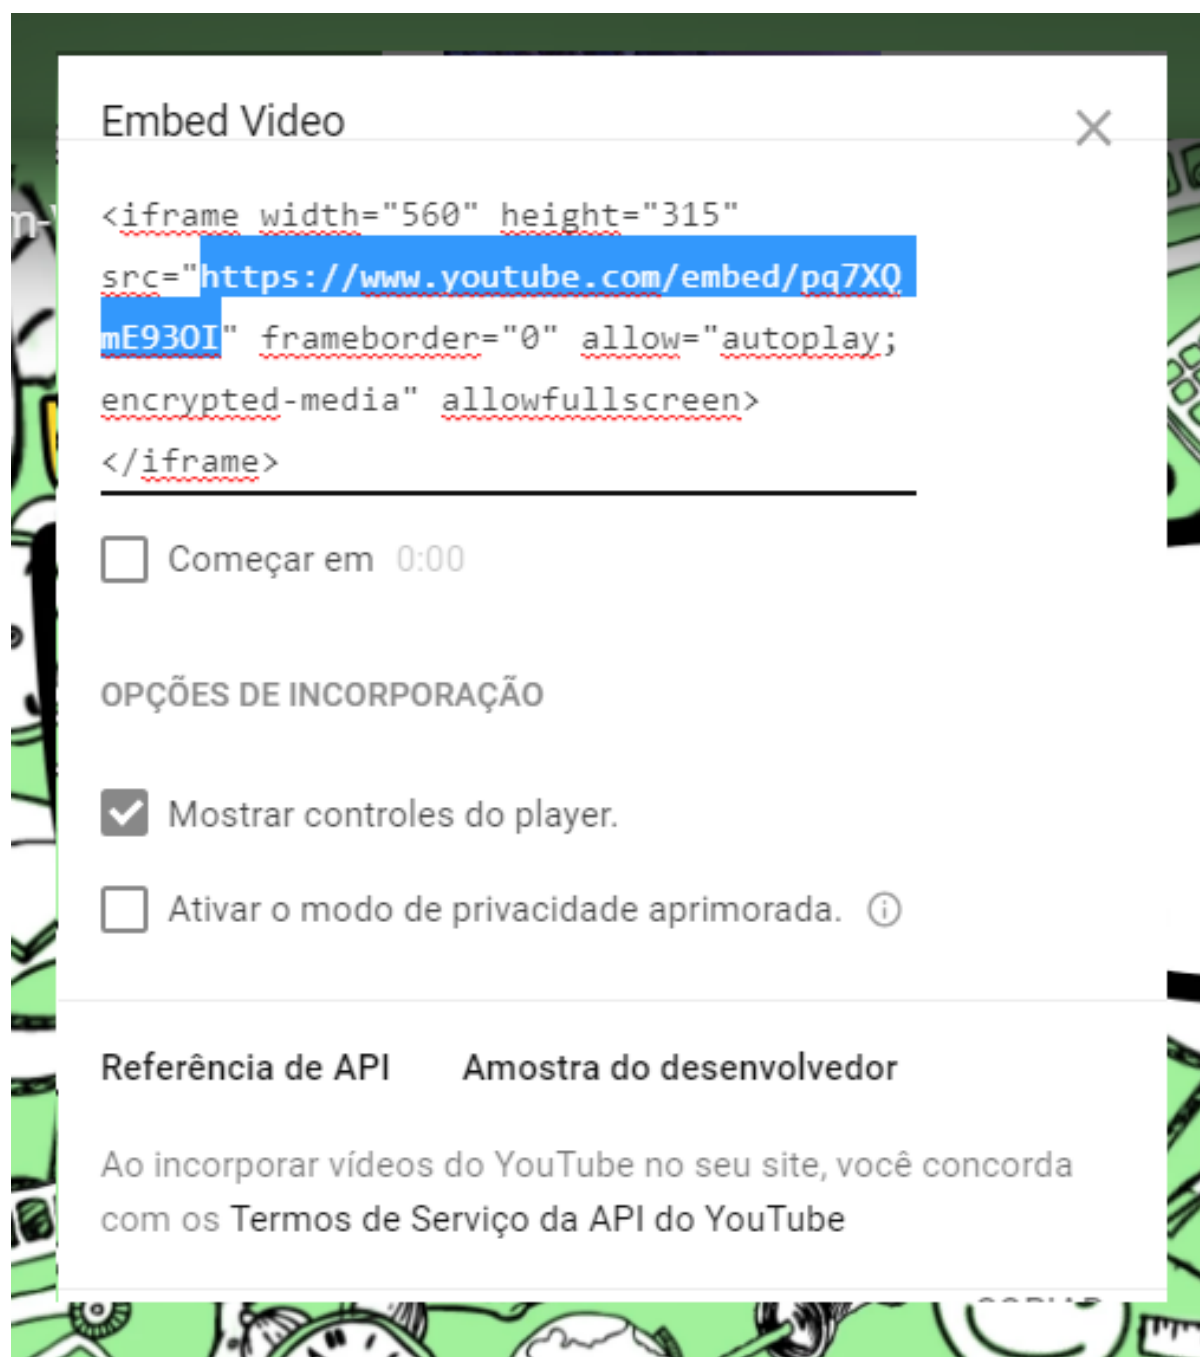 Embed Video
<iframe width="560" height="315"
src="https://www.youtube.com/embed/pq7XQ
mE93OI" frameborder="0" allow="autoplay;
encrypted-media" allowfullscreen>
</iframe>
Começar em 0:00
OPÇÕES DE INCORPORAÇÃO
Mostrar controles do player.
Ativar o modo de privacidade aprimorada.
Referência de API Amostra do desenvolvedor
Ao incorporar vídeos do YouTube no seu site, você concorda
com os Termos de Serviço da API do YouTube